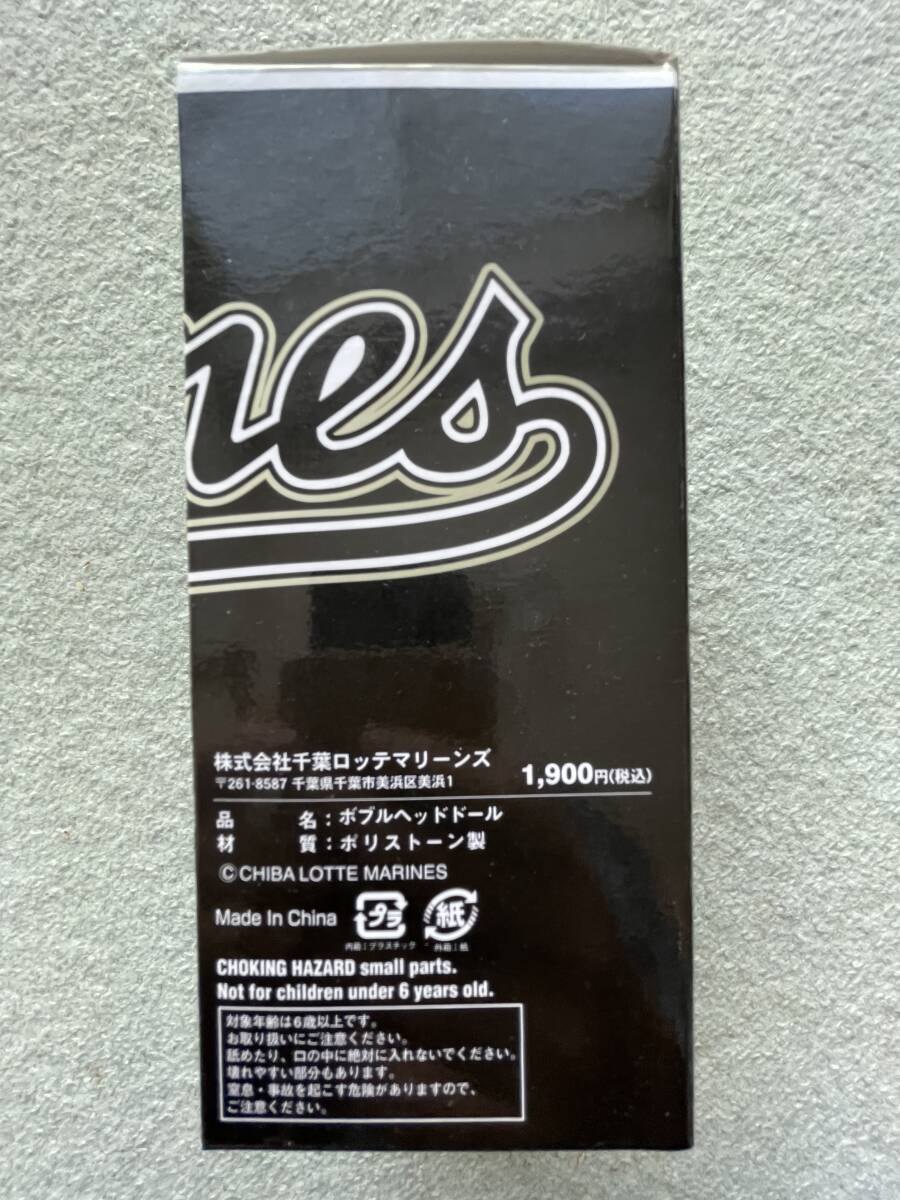 nes
株式会社千葉ロッテマリーンズ
〒261-8587 千葉県千葉市美浜区美浜1
1,900円(税込)
品 名：ボブルヘッドドール
材 質：ポリストーン製
©CHIBA LOTTE MARINES
Made In China
プラ
紙
内箱：プラスチック
外箱：紙
CHOKING HAZARD small parts.
Not for children under 6 years old.
対象年齢は6歳以上です。
お取り扱いにご注意ください。
舐めたり、口の中に絶対に入れないでください。
壊れやすい部分もあります。
窒息・事故を起こす危険がありますので、
ご注意ください。